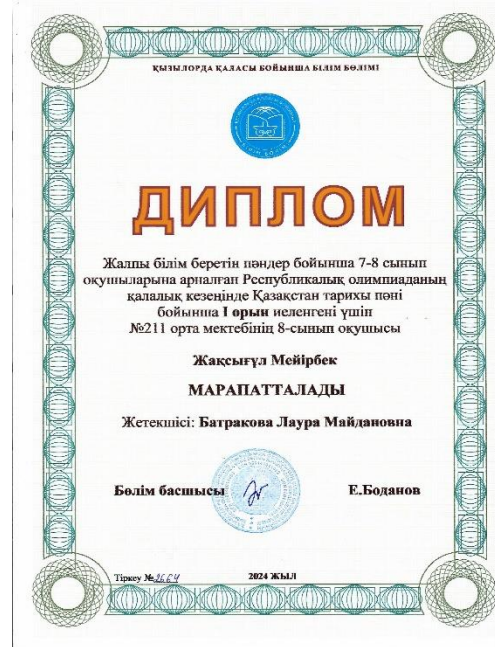 ҚЫЗЫЛОРДА ҚАЛАСЫ БОЙЫНША БІЛІМ БӨЛІМІ
ДИПЛОМ
Жалпы білім беретін пәндер бойынша 7-8 сынып
оқушыларына арналған Республикалық олимпиаданың
қалалық кезеңінде Қазақстан тарихы пәні
бойынша I орын иеленгені үшін
№211 орта мектебінің 8-сынып оқушысы
Жақсығұл Мейірбек
МАРАПАТТАЛАДЫ
Жетекшісі: Батракова Лаура Майдановна
Бөлім басшысы Е.Боданов
Тіркеу №2664 2024 ЖЫЛ